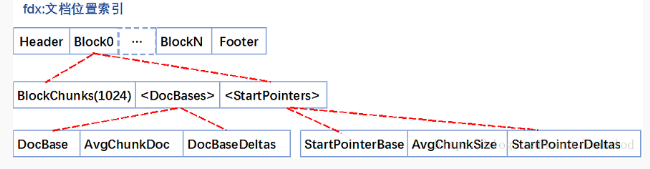 fdx:文档位置索引
Header Block0 ... BlockN Footer
BlockChunks(1024) <DocBases> <StartPointers>
DocBase AvgChunkDoc DocBaseDeltas StartPointerBase AvgChunkSize StartPointerDeltas